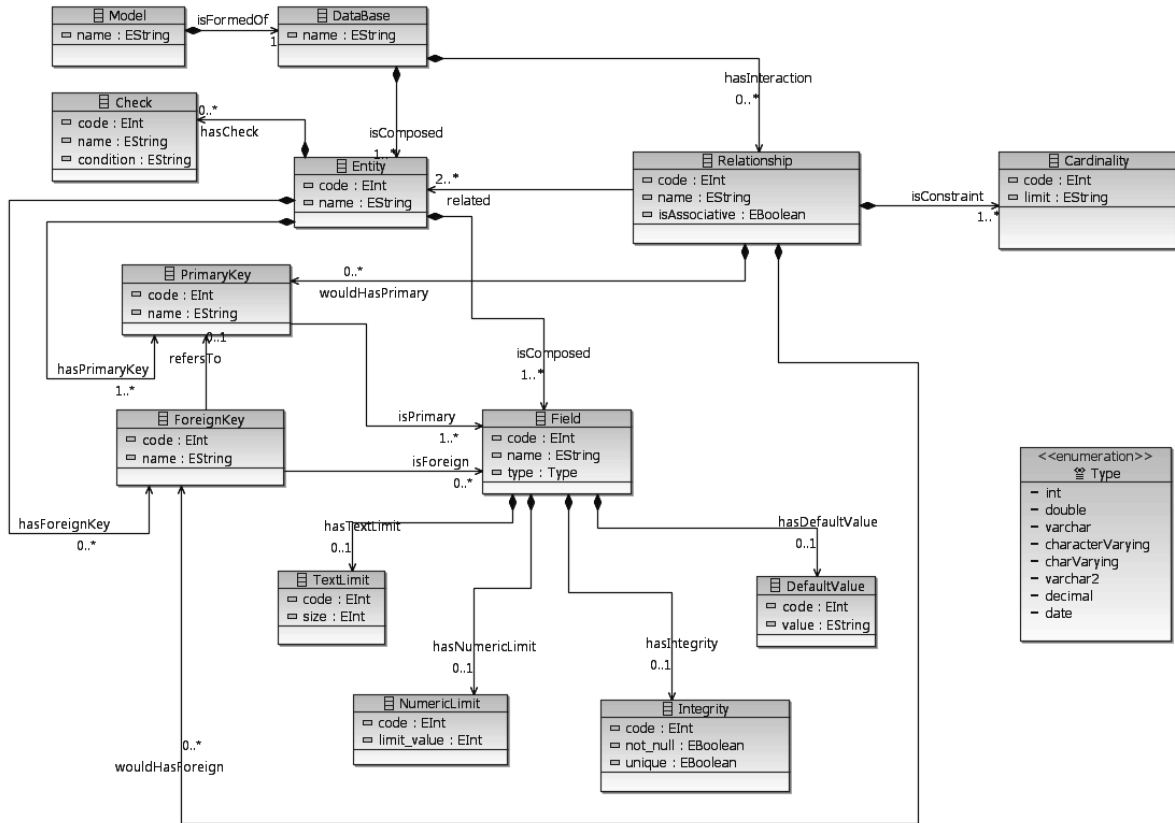 Model
name : EString
isFormedOf
1
DataBase
name : EString
hasInteraction
0..*
Check
code : EInt
name : EString
condition : EString
0..*
hasCheck
isComposed
1..*
Entity
code : EInt
name : EString
2..*
related
Relationship
code : EInt
name : EString
isAssociative : EBoolean
isConstraint
1..*
Cardinality
code : EInt
limit : EString
PrimaryKey
code : EInt
name : EString
0..*
wouldHasPrimary
0..1
refersTo
hasPrimaryKey
1..*
isComposed
1..*
ForeignKey
code : EInt
name : EString
isPrimary
1..*
isForeign
0..*
Field
code : EInt
name : EString
type : Type
<<enumeration>>
Type
int
double
varchar
characterVarying
charVarying
varchar2
decimal
date
hasForeignKey
0..*
hasTextLimit
0..1
hasDefaultValue
0..1
TextLimit
code : EInt
size : EInt
DefaultValue
code : EInt
value : EString
hasNumericLimit
0..1
hasIntegrity
0..1
NumericLimit
code : EInt
limit_value : EInt
Integrity
code : EInt
not_null : EBoolean
unique : EBoolean
0..*
wouldHasForeign